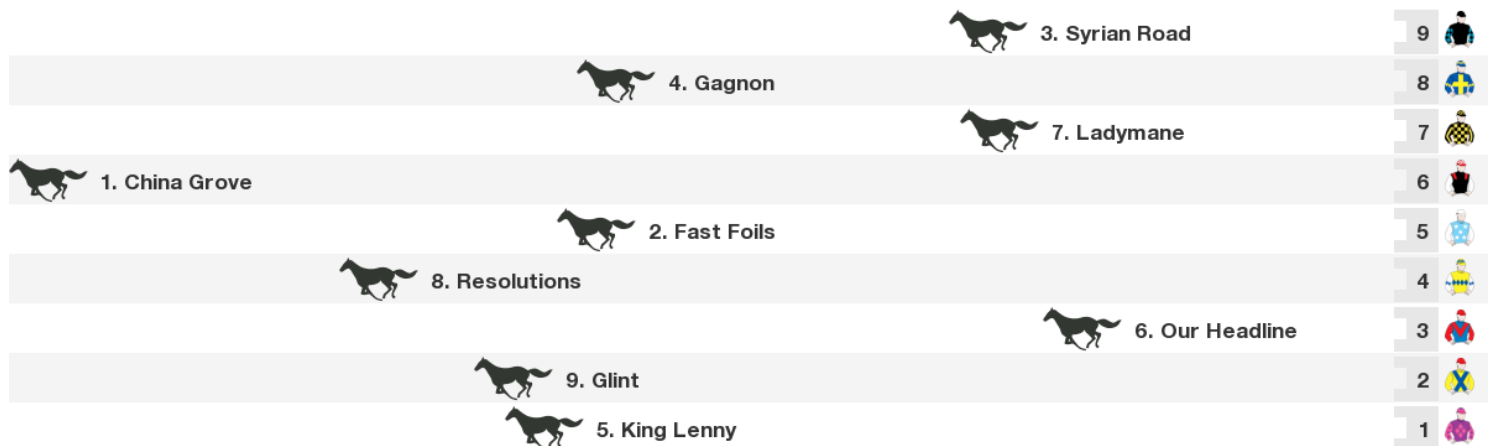 3. Syrian Road 9
4. Gagnon 8
7. Ladymane 7
1. China Grove 6
2. Fast Foils 5
8. Resolutions 4
6. Our Headline 3
9. Glint 2
5. King Lenny 1